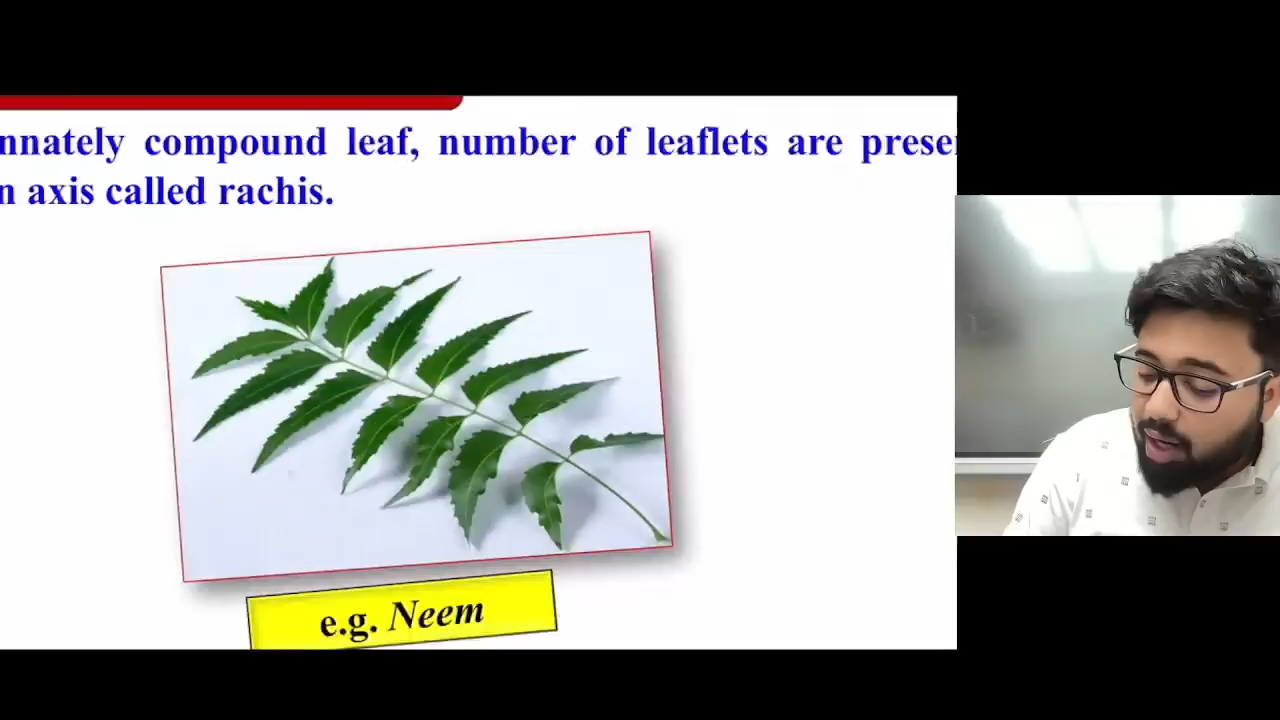 nnately compound leaf, number of leaflets are prese
n axis called rachis.
e.g. Neem